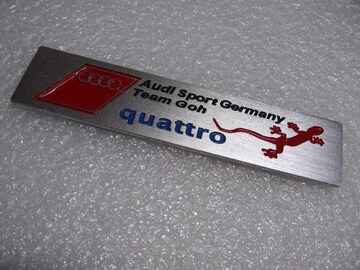 Audi Sport Germany
Team Goh
quattro